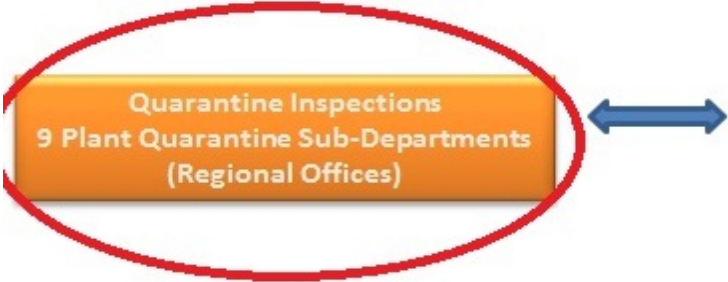 Quarantine Inspections
9 Plant Quarantine Sub-Departments
(Regional Offices)